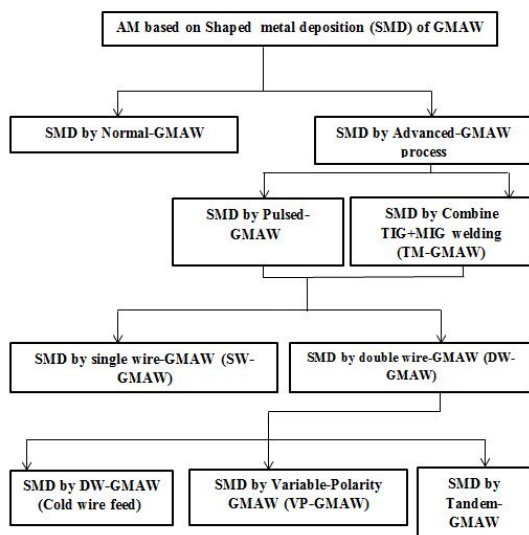 AM based on Shaped metal deposition (SMD) of GMAW
SMD by Normal-GMAW
SMD by Advanced-GMAW
process
SMD by Pulsed-
GMAW
SMD by Combine
TIG+MIG welding
(TM-GMAW)
SMD by single wire-GMAW (SW-
GMAW)
SMD by double wire-GMAW (DW-
GMAW)
SMD by DW-GMAW
(Cold wire feed)
SMD by Variable-Polarity
GMAW (VP-GMAW)
SMD by
Tandem-
GMAW